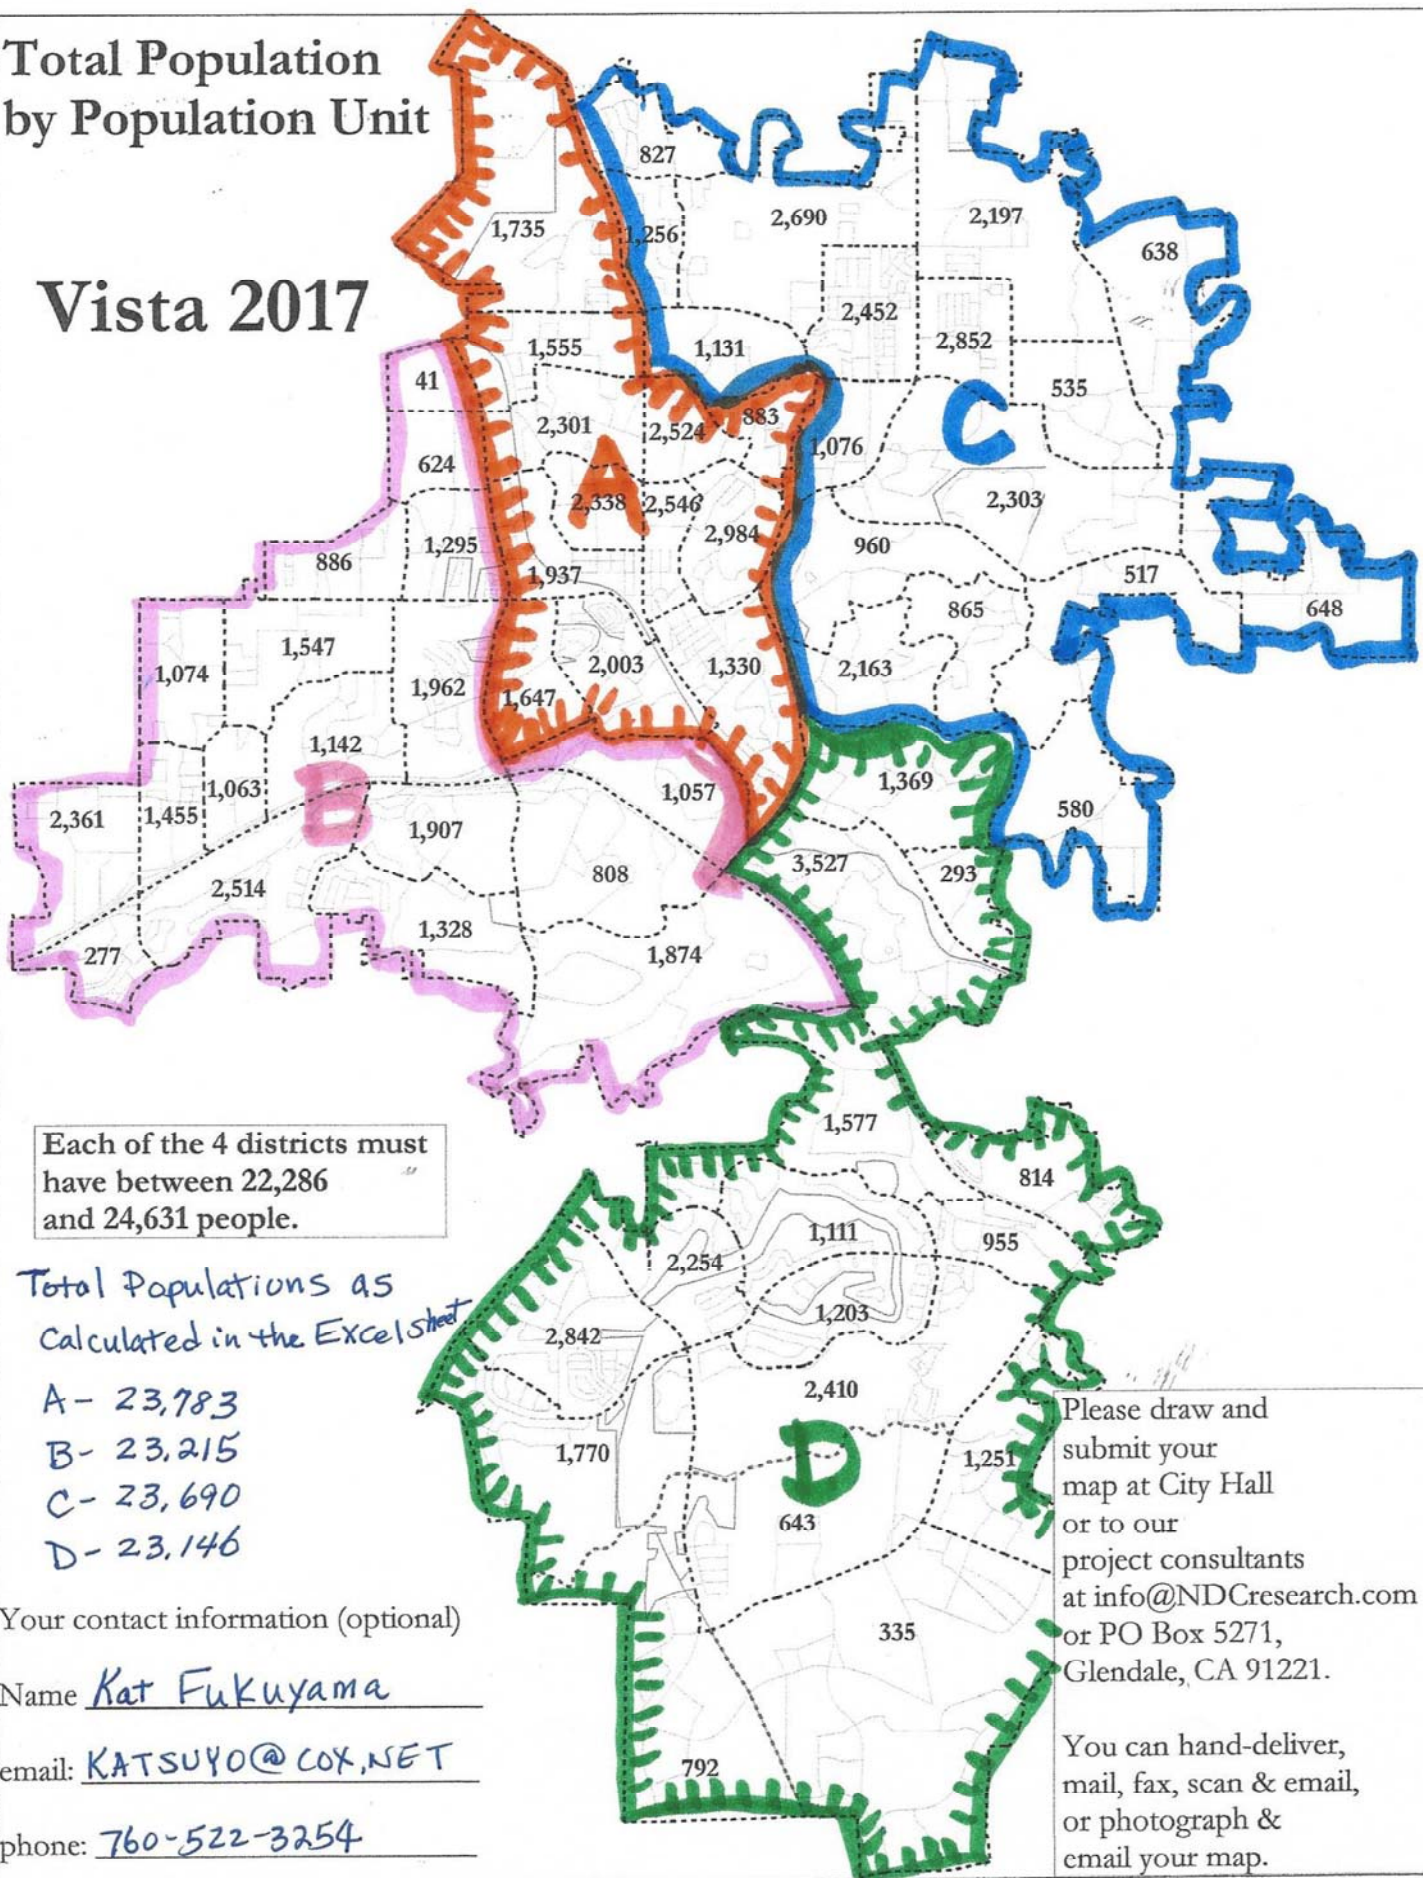 Total Population
by Population Unit
Vista 2017
827
1,735
1,256
2,690
2,197
638
2,452
1,555
1,131
2,852
41
535
2,301
2,524
883
1,076
A
C
624
2,338
2,546
2,303
2,984
1,295
960
886
1,937
517
865
648
1,547
2,003
1,330
1,074
2,163
1,962
1,647
1,142
1,369
1,063
1,057
2,361
1,455
B
1,907
580
808
3,527
293
2,514
1,328
277
1,874
Each of the 4 districts must
have between 22,286
and 24,631 people.
1,577
814
1,111
955
2,254
1,203
2,842
2,410
D
1,770
1,251
643
335
792
Total Populations as
Calculated in the Excel sheet
A - 23,783
B - 23,215
C - 23,690
D - 23,146
Your contact information (optional)
Name Kat Fukuyama
email: KATSUYO@COX.NET
phone: 760-522-3254
Please draw and
submit your
map at City Hall
or to our
project consultants
at info@NDCresearch.com
or PO Box 5271,
Glendale, CA 91221.
You can hand-deliver,
mail, fax, scan & email,
or photograph &
email your map.